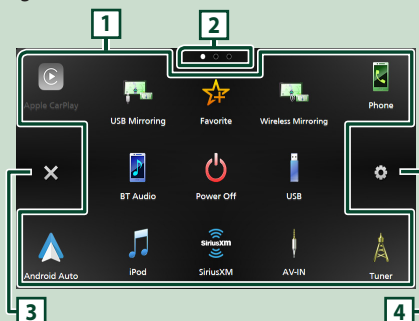 1
2
Apple CarPlay
USB Mirroring
Favorite
Wireless Mirroring
Phone
BT Audio
Power Off
USB
Android Auto
iPod
SiriusXM
SiriusXM
AV-IN
Tuner
3
4